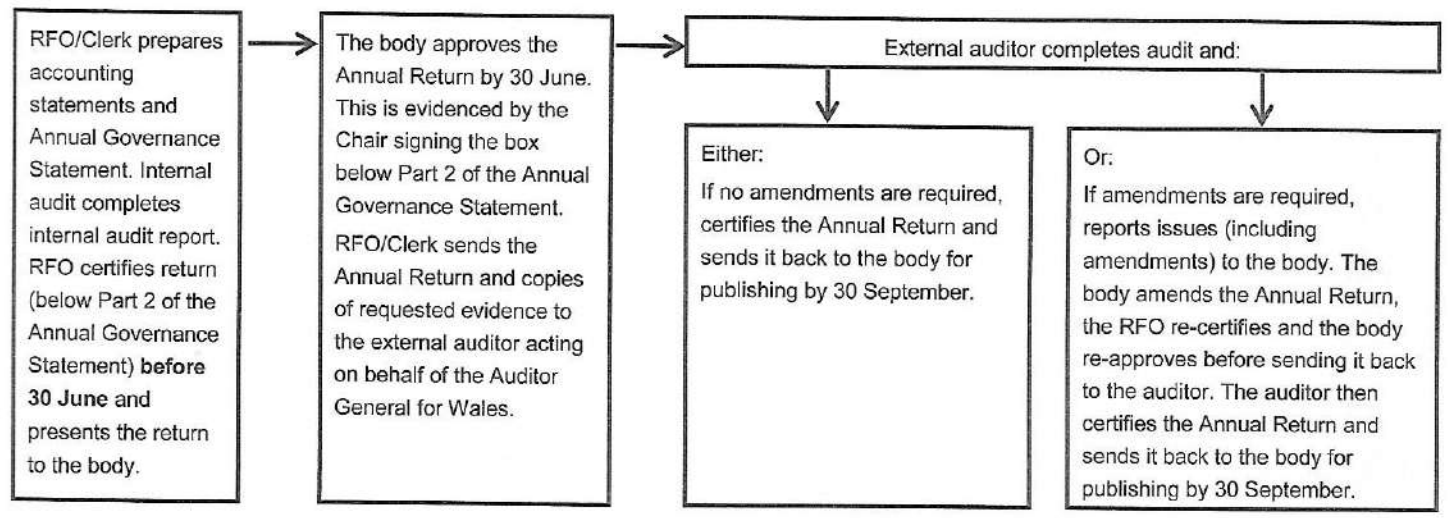 RFO/Clerk prepares
accounting
statements and
Annual Governance
Statement. Internal
audit completes
internal audit report.
RFO certifies return
(below Part 2 of the
Annual Governance
Statement) before
30 June and
presents the return
to the body.
The body approves the
Annual Return by 30 June.
This is evidenced by the
Chair signing the box
below Part 2 of the Annual
Governance Statement.
RFO/Clerk sends the
Annual Return and copies
of requested evidence to
the external auditor acting
on behalf of the Auditor
General for Wales.
External auditor completes audit and:
Either:
If no amendments are required,
certifies the Annual Return and
sends it back to the body for
publishing by 30 September.
Or:
If amendments are required,
reports issues (including
amendments) to the body. The
body amends the Annual Return,
the RFO re-certifies and the body
re-approves before sending it back
to the auditor. The auditor then
certifies the Annual Return and
sends it back to the body for
publishing by 30 September.